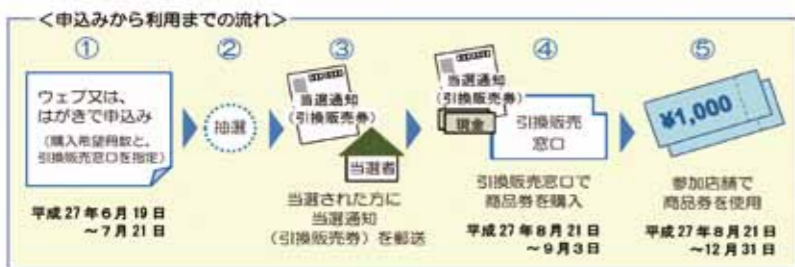 ＜申込みから利用までの流れ＞
①
ウェブ又は、
はがきで申込み
（購入希望冊数と、
引換販売窓口を指定）
平成27年6月19日
～7月21日
②
抽選
③
当選通知
（引換販売券）
当選者
当選された方に
当選通知
（引換販売券）を郵送
④
当選通知
（引換販売券）
現金
引換販売
窓口
引換販売窓口で
商品券を購入
平成27年8月21日
～9月3日
⑤
¥1,000
参加店舗で
商品券を使用
平成27年8月21日
～12月31日